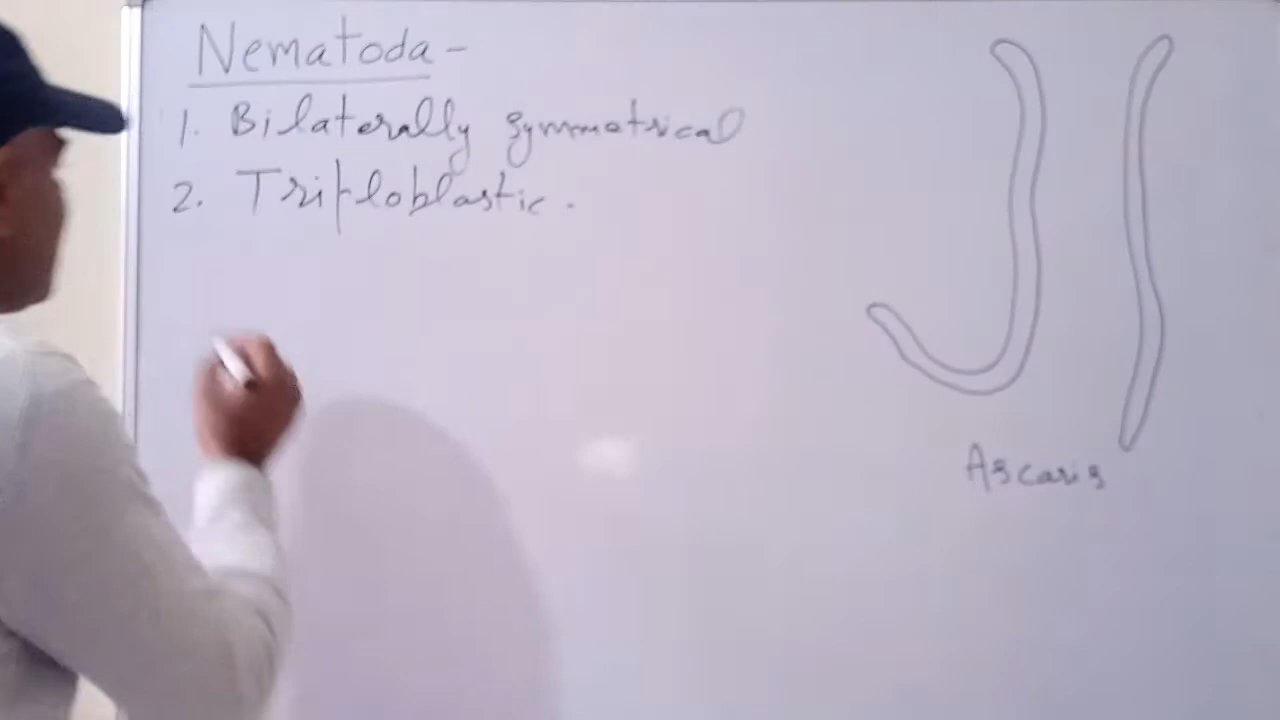 Nematoda -
1. Bilaterally symmetrical
2. Triploblastic.
Ascaris